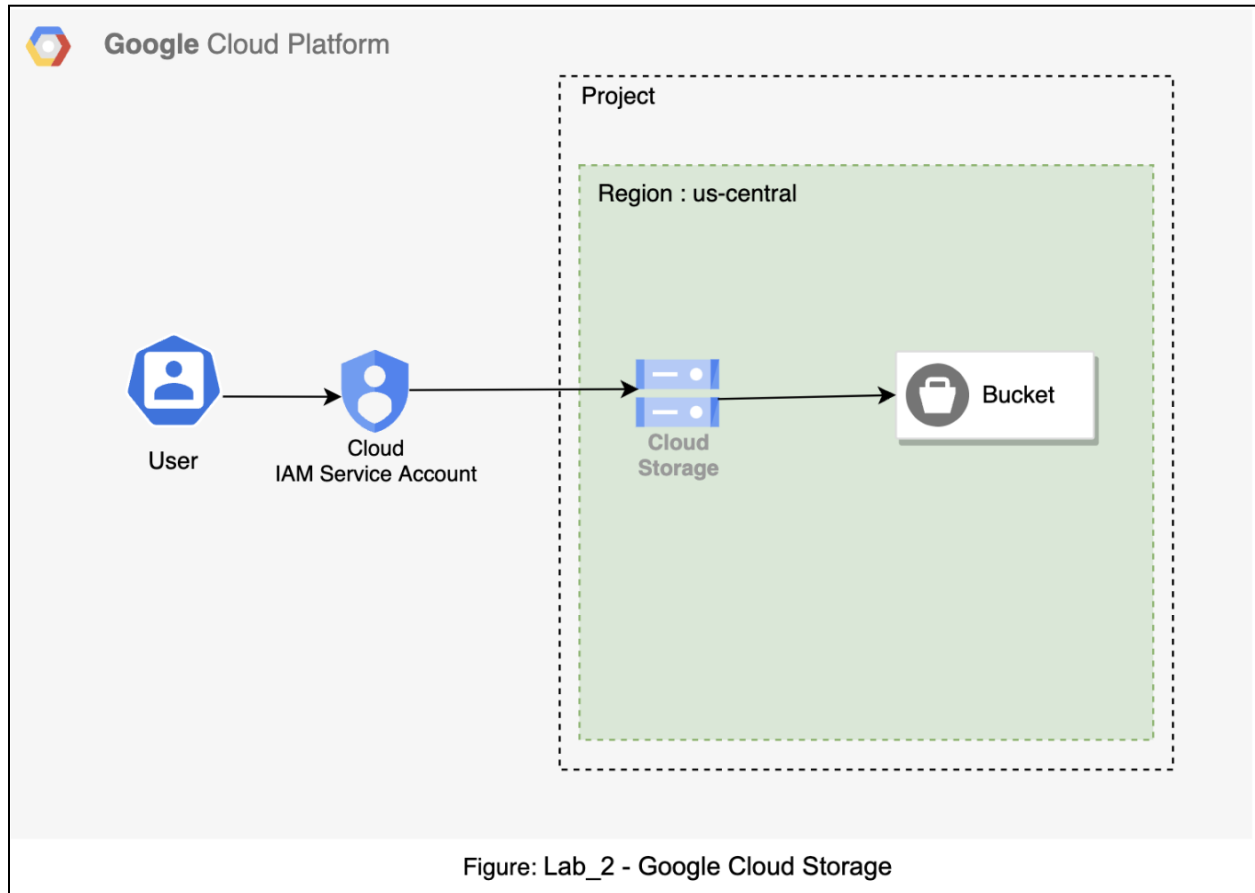 Google Cloud Platform
Project
Region : us-central
User
Cloud
IAM Service Account
Cloud
Storage
Bucket
Figure: Lab_2 - Google Cloud Storage